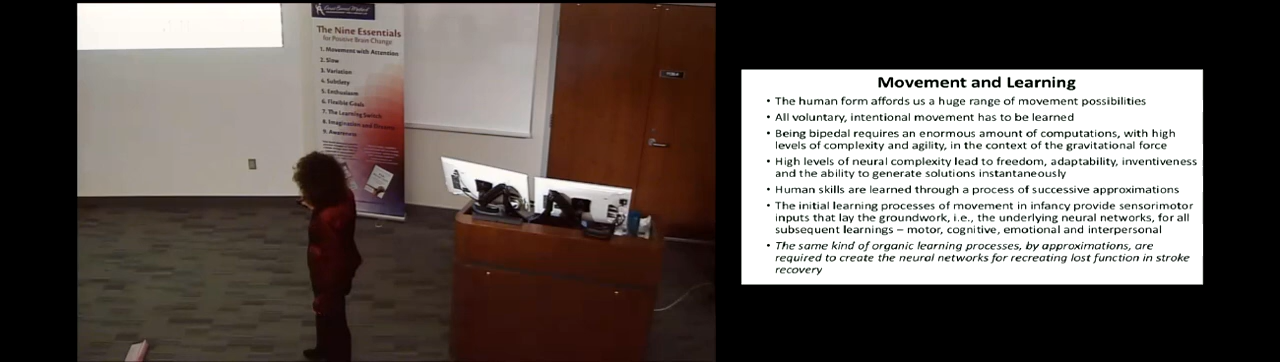 The Nine Essentials
for Positive Brain Change
1. Movement with Attention
2. Slow
3. Variation
4. Subtlety
5. Enthusiasm
6. Flexible Goals
7. The Learning Switch
8. Imagination and Dreams
9. Awareness
Movement and Learning
• The human form affords us a huge range of movement possibilities
• All voluntary, intentional movement has to be learned
• Being bipedal requires an enormous amount of computations, with high
levels of complexity and agility, in the context of the gravitational force
• High levels of neural complexity lead to freedom, adaptability, inventiveness
and the ability to generate solutions instantaneously
• Human skills are learned through a process of successive approximations
• The initial learning processes of movement in infancy provide sensorimotor
inputs that lay the groundwork, i.e., the underlying neural networks, for all
subsequent learnings – motor, cognitive, emotional and interpersonal
• The same kind of organic learning processes, by approximations, are
required to create the neural networks for recreating lost function in stroke
recovery